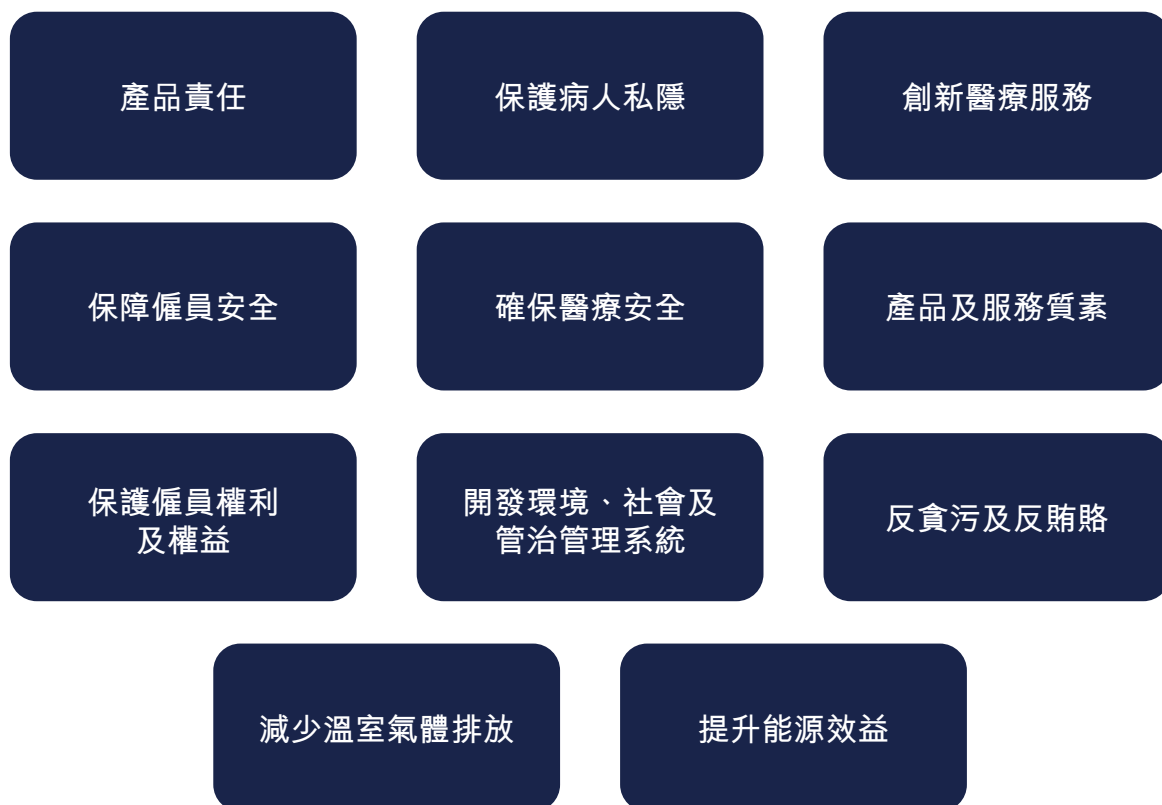 產品責任
保護病人私隱
創新醫療服務
保障僱員安全
確保醫療安全
產品及服務質素
保護僱員權利
及權益
開發環境、社會及
管治管理系統
反貪污及反賄賂
減少溫室氣體排放
提升能源效益